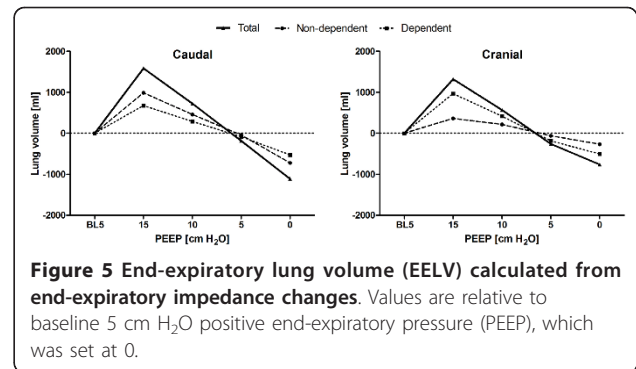 Total Non-dependent Dependent
Caudal
Cranial
2000
1000
0
-1000
-2000
Lung volume [ml]
BL5 15 10 5 0
PEEP [cm H₂O]
2000
1000
0
-1000
-2000
Lung volume [ml]
BL5 15 10 5 0
PEEP [cm H₂O]
Figure 5 End-expiratory lung volume (EELV) calculated from
end-expiratory impedance changes. Values are relative to
baseline 5 cm H₂O positive end-expiratory pressure (PEEP), which
was set at 0.